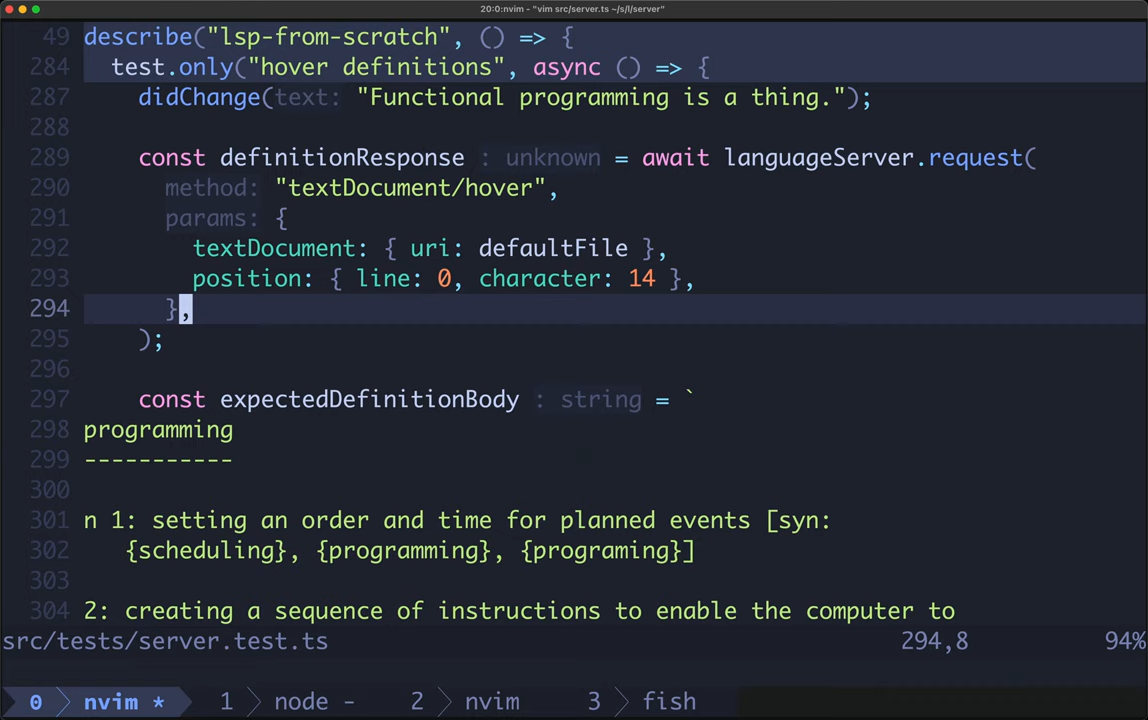 20:0:nvim - "vim src/server.ts ~/s/l/server"
49 describe("lsp-from-scratch", () => {
284 test.only("hover definitions", async () => {
287 didChange(text: "Functional programming is a thing.");
288
289 const definitionResponse : unknown = await languageServer.request(
290 method: "textDocument/hover",
291 params: {
292 textDocument: { uri: defaultFile },
293 position: { line: 0, character: 14 },
294 },
295 );
296
297 const expectedDefinitionBody : string = `
298 programming
299 -----------
300
301 n 1: setting an order and time for planned events [syn:
302 {scheduling}, {programming}, {programing}]
303
304 2: creating a sequence of instructions to enable the computer to
src/tests/server.test.ts 294,8 94%
0 nvim * 1 node - 2 nvim 3 fish